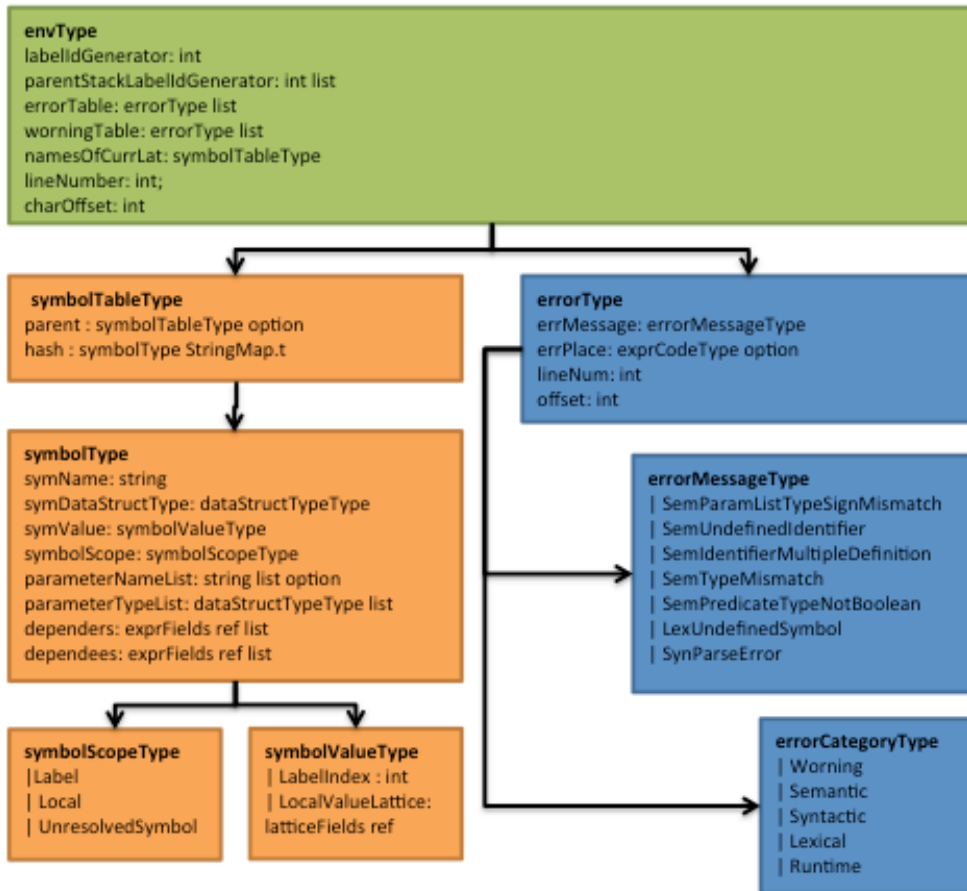 envType
labelIdGenerator: int
parentStackLabelIdGenerator: int list
errorTable: errorType list
worningTable: errorType list
namesOfCurrLat: symbolTableType
lineNumber: int;
charOffset: int
symbolTableType
parent : symbolTableType option
hash : symbolType StringMap.t
errorType
errMessage: errorMessageType
errPlace: exprCodeType option
lineNum: int
offset: int
symbolType
symName: string
symDataStructType: dataStructTypeType
symValue: symbolValueType
symbolScope: symbolScopeType
parameterNameList: string list option
parameterTypeList: dataStructTypeType list
dependers: exprFields ref list
dependees: exprFields ref list
errorMessageType
| SemParamListTypeSignMismatch
| SemUndefinedIdentifier
| SemIdentifierMultipleDefinition
| SemTypeMismatch
| SemPredicateTypeNotBoolean
| LexUndefinedSymbol
| SynParseError
symbolScopeType
|Label
| Local
| UnresolvedSymbol
symbolValueType
| LabelIndex : int
| LocalValueLattice:
latticeFields ref
errorCategoryType
| Worning
| Semantic
| Syntactic
| Lexical
| Runtime